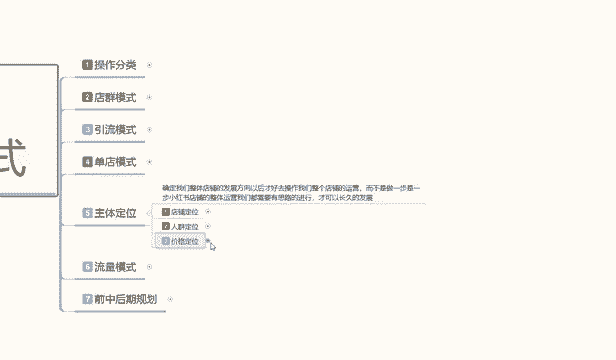 式
1 操作分类
2 店群模式
3 引流模式
4 单店模式
确定我们整体店铺的发展方向以后才好去操作我们整个店铺的运营、而不是做一步是一
步小红书店铺的整体运营我们都需要有思路的进行，才可以长久的发展
5 主体定位
1 店铺定位
2 人群定位
3 价格定位
6 流量模式
7 前中后期规划